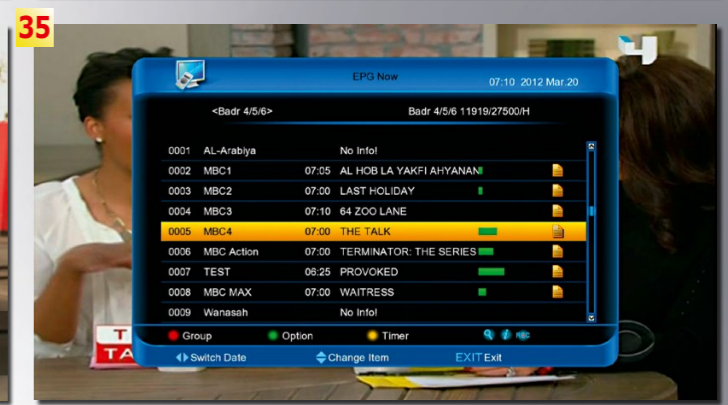 35
4
EPG Now
07:10 2012 Mar.20
<Badr 4/5/6> Badr 4/5/6 11919/27500/H
0001 AL-Arabiya No Info!
0002 MBC1 07:05 AL HOB LA YAKFI AHYANAN
0003 MBC2 07:00 LAST HOLIDAY
0004 MBC3 07:10 64 ZOO LANE
0005 MBC4 07:00 THE TALK
0006 MBC Action 07:00 TERMINATOR: THE SERIES
0007 TEST 06:25 PROVOKED
0008 MBC MAX 07:00 WAITRESS
0009 Wanasah No Info!
Group Option Timer REC
Switch Date Change Item EXIT Exit
T
TA